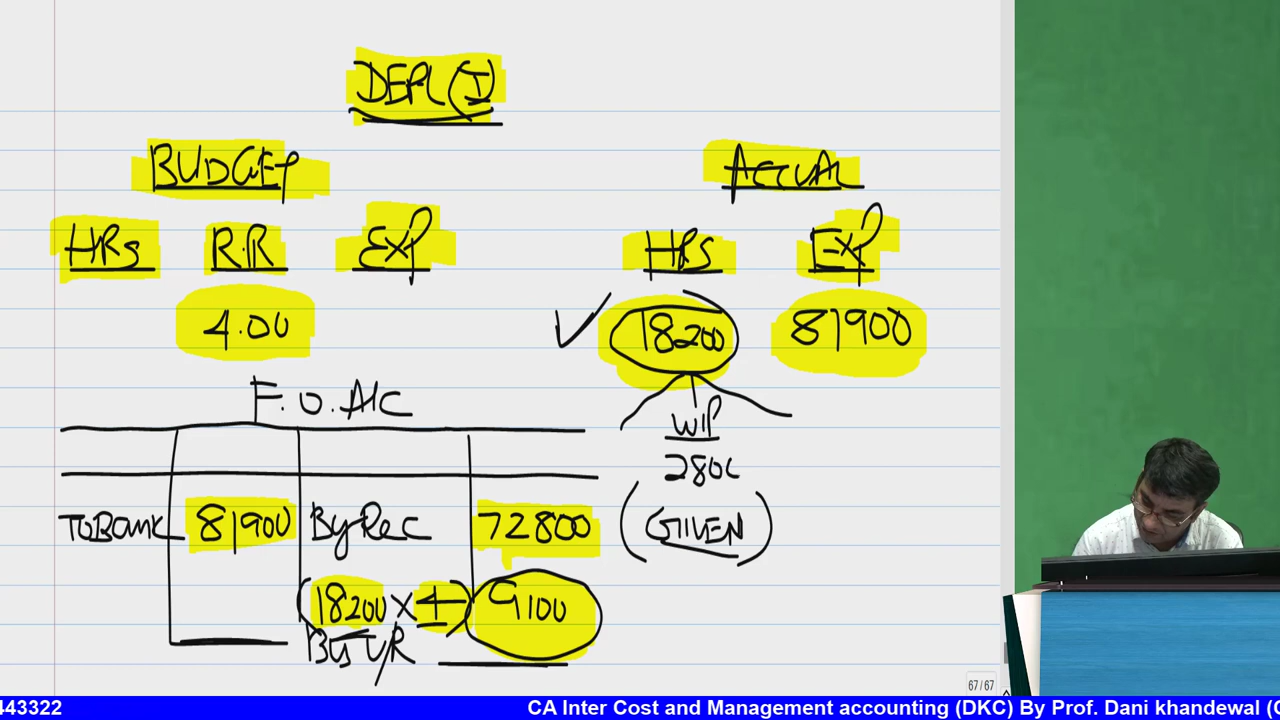 DEPL (I)
BUDGET
ACTUAL
HRs R.R EXP
HRS EXP
4.00
18200 81900
F.O. A/C
WIP
2800
To Bank 81900 By Rec 72800
(GIVEN)
(18200 × 4) 9100
By U/R
67/67
443322
CA Inter Cost and Management accounting (DKC) By Prof. Dani khandewal (